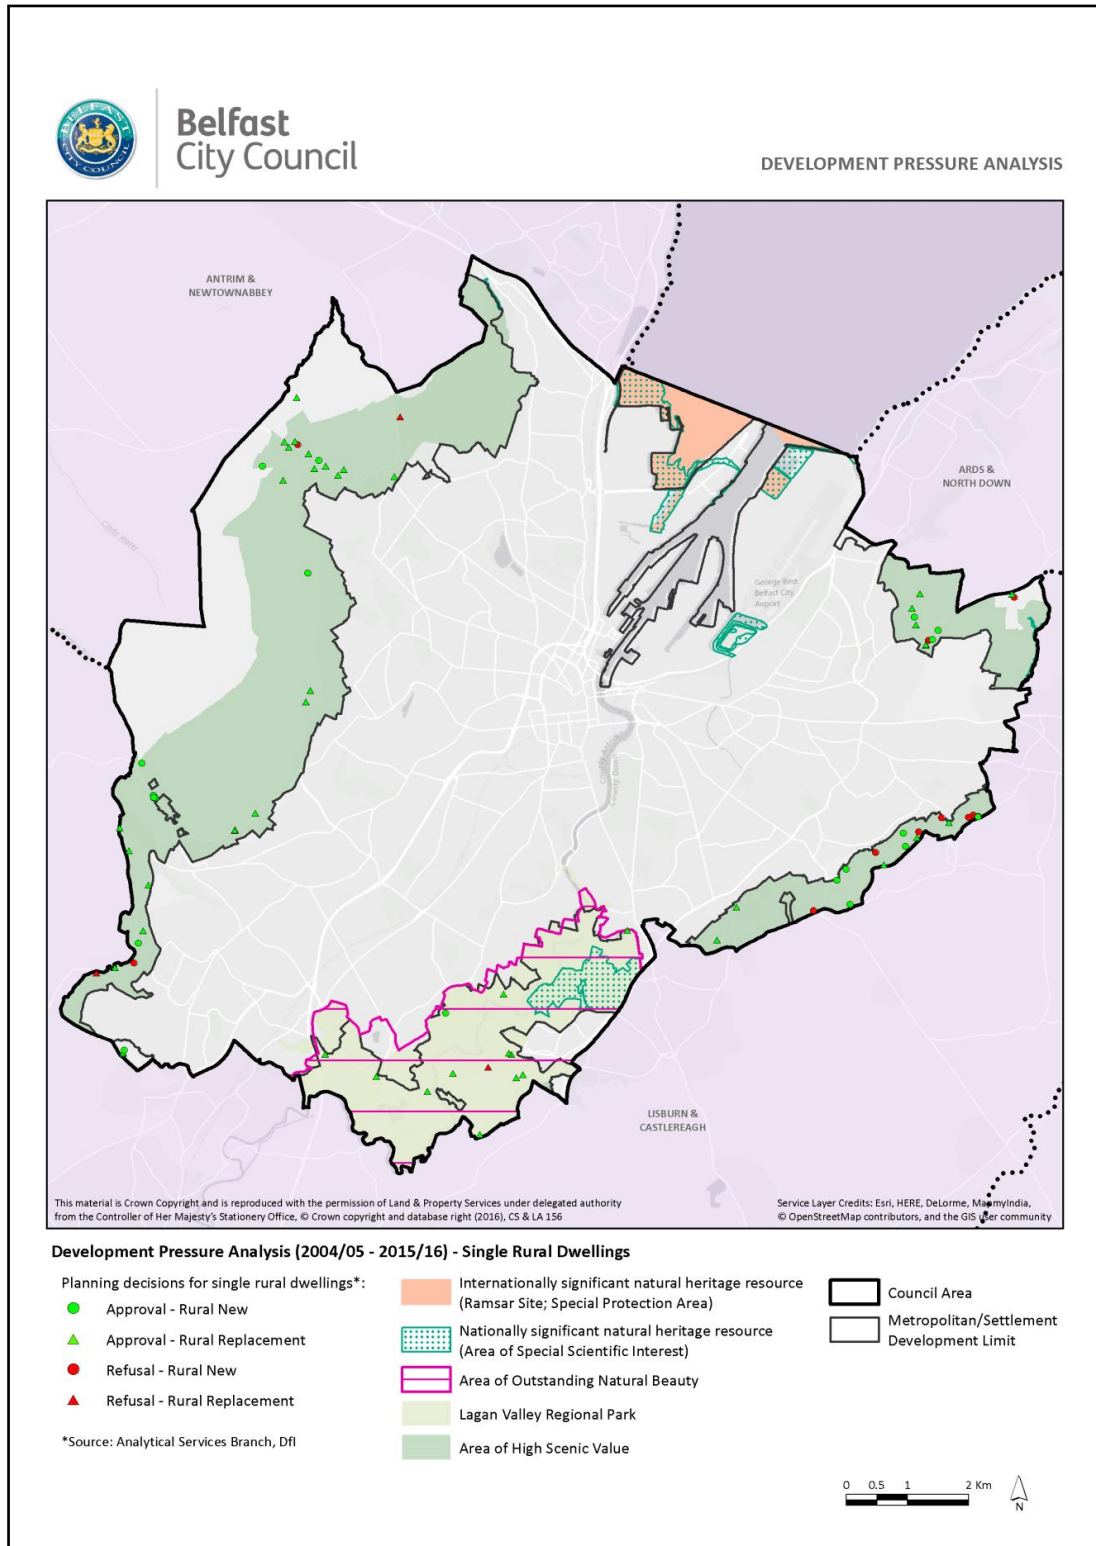 BELFAST
CITY COUNCIL
Belfast
City Council
DEVELOPMENT PRESSURE ANALYSIS
ANTRIM &
NEWTOWNABBEY
ARDS &
NORTH DOWN
George Best
Belfast City
Airport
County Antrim
County Down
LISBURN &
CASTLEREAGH
This material is Crown Copyright and is reproduced with the permission of Land & Property Services under delegated authority
from the Controller of Her Majesty's Stationery Office, © Crown copyright and database right (2016), CS & LA 156
Service Layer Credits: Esri, HERE, DeLorme, MapmyIndia,
© OpenStreetMap contributors, and the GIS user community
Development Pressure Analysis (2004/05 - 2015/16) - Single Rural Dwellings
Planning decisions for single rural dwellings*:
Approval - Rural New
Approval - Rural Replacement
Refusal - Rural New
Refusal - Rural Replacement
*Source: Analytical Services Branch, DfI
Internationally significant natural heritage resource
(Ramsar Site; Special Protection Area)
Nationally significant natural heritage resource
(Area of Special Scientific Interest)
Area of Outstanding Natural Beauty
Lagan Valley Regional Park
Area of High Scenic Value
Council Area
Metropolitan/Settlement
Development Limit
0 0.5 1 2 Km
N